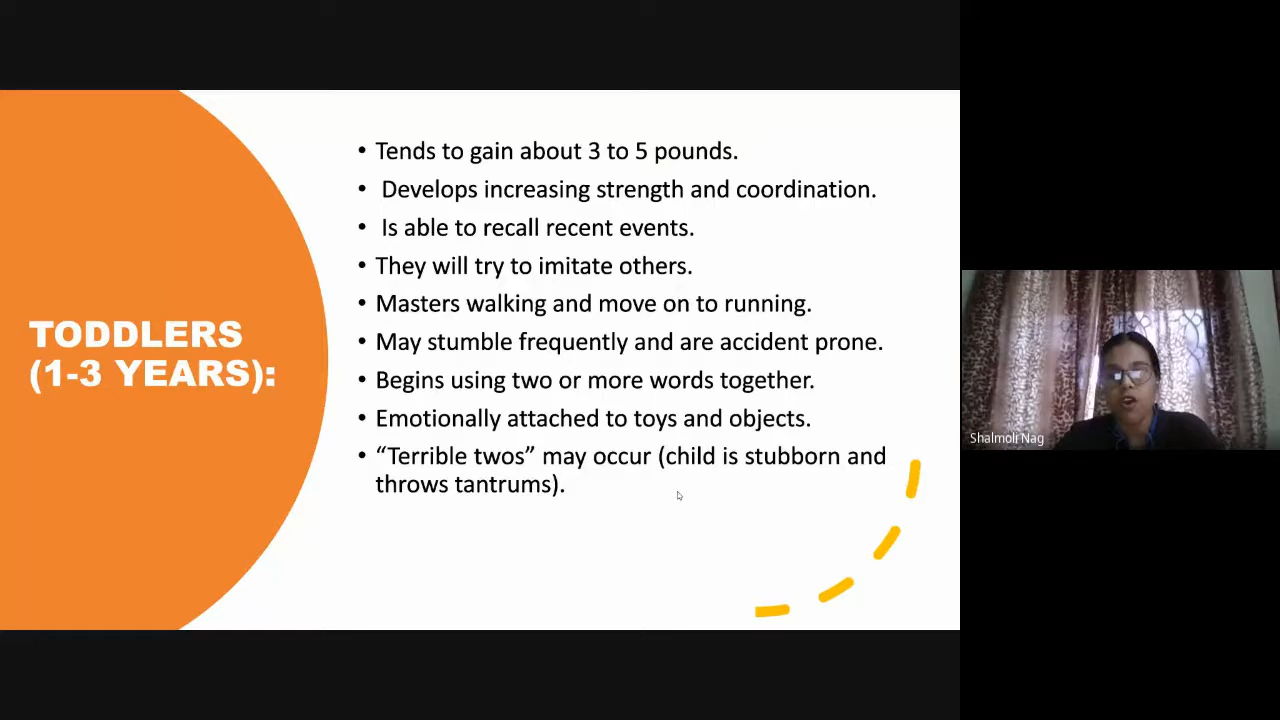 TODDLERS
(1-3 YEARS):
• Tends to gain about 3 to 5 pounds.
• Develops increasing strength and coordination.
• Is able to recall recent events.
• They will try to imitate others.
• Masters walking and move on to running.
• May stumble frequently and are accident prone.
• Begins using two or more words together.
• Emotionally attached to toys and objects.
• “Terrible twos” may occur (child is stubborn and
throws tantrums).
Shalmoli Nag